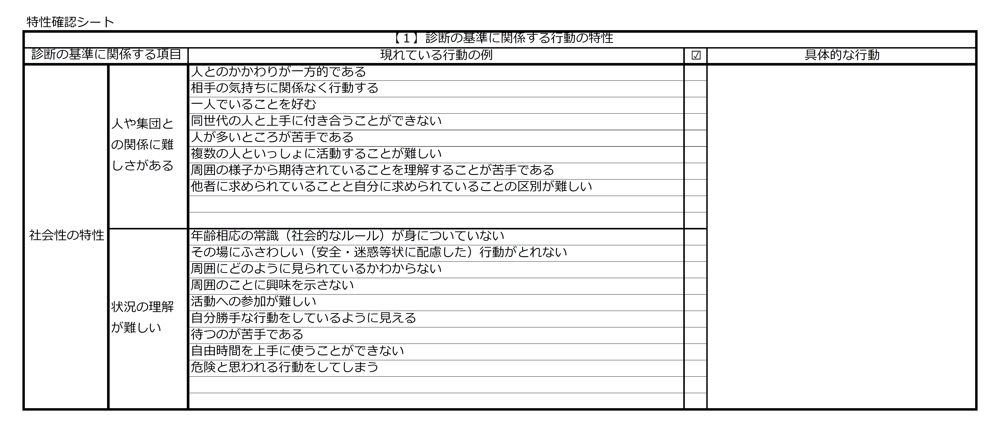 特性確認シート
【１】診断の基準に関係する行動の特性
診断の基準に関係する項目
現れている行動の例
☑
具体的な行動
社会性の特性
人や集団と
の関係に難
しさがある
人とのかかわりが一方的である
相手の気持ちに関係なく行動する
一人でいることを好む
同世代の人と上手に付き合うことができない
人が多いところが苦手である
複数の人といっしょに活動することが難しい
周囲の様子から期待されていることを理解することが苦手である
他者に求められていることと自分に求められていることの区別が難しい
状況の理解
が難しい
年齢相応の常識（社会的なルール）が身についていない
その場にふさわしい（安全・迷惑等状に配慮した）行動がとれない
周囲にどのように見られているかわからない
周囲のことに興味を示さない
活動への参加が難しい
自分勝手な行動をしているように見える
待つのが苦手である
自由時間を上手に使うことができない
危険と思われる行動をしてしまう